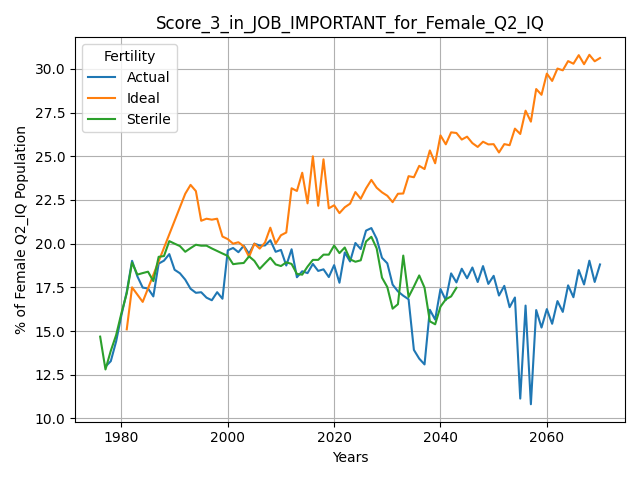 Score_3_in_JOB_IMPORTANT_for_Female_Q2_IQ
Fertility
Actual
Ideal
Sterile
% of Female Q2_IQ Population
30.0
27.5
25.0
22.5
20.0
17.5
15.0
12.5
10.0
1980
2000
2020
2040
2060
Years